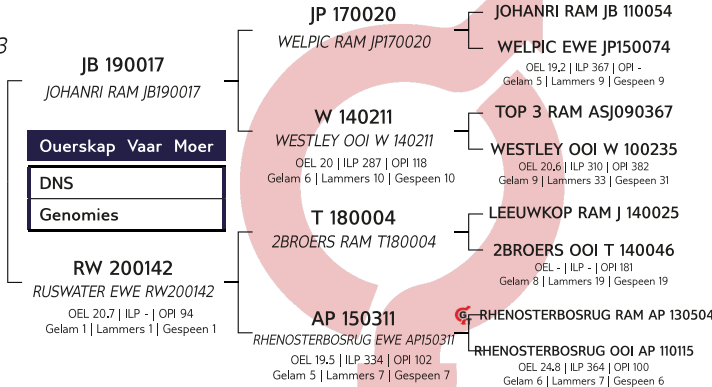 3
JB 190017
JOHANRI RAM JB190017
Ouerskap Vaar Moer
DNS
Genomies
RW 200142
RUSWATER EWE RW200142
OEL 20.7 | ILP - | OPI 94
Gelam 1 | Lammers 1 | Gespeen 1
JP 170020
WELPIC RAM JP170020
W 140211
WESTLEY OOI W 140211
OEL 20 | ILP 287 | OPI 118
Gelam 6 | Lammers 10 | Gespeen 10
T 180004
2BROERS RAM T180004
AP 150311
RHENOSTERBOSRUG EWE AP150311
OEL 19.5 | ILP 334 | OPI 102
Gelam 5 | Lammers 7 | Gespeen 7
JOHANRI RAM JB 110054
WELPIC EWE JP150074
OEL 19.2 | ILP 367 | OPI -
Gelam 5 | Lammers 9 | Gespeen 9
TOP 3 RAM ASJ090367
WESTLEY OOI W 100235
OEL 20.6 | ILP 310 | OPI 382
Gelam 9 | Lammers 33 | Gespeen 31
LEEUWKOP RAM J 140025
2BROERS OOI T 140046
OEL - | ILP - | OPI 181
Gelam 8 | Lammers 19 | Gespeen 19
G RHENOSTERBOSRUG RAM AP 130504
RHENOSTERBOSRUG OOI AP 110115
OEL 24.8 | ILP 364 | OPI 100
Gelam 6 | Lammers 7 | Gespeen 6